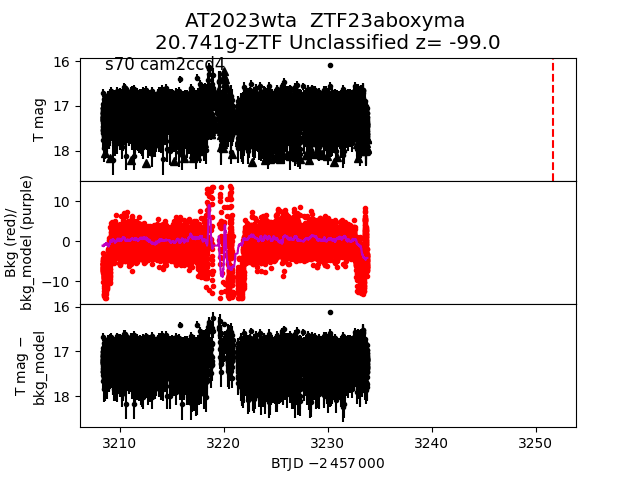 AT2023wta  ZTF23aboxyma
20.741g-ZTF Unclassified z= -99.0
s70 cam2ccd4
16
17
18
T mag
10
0
−10
Bkg (red)/
bkg_model (purple)
16
17
18
T mag −
bkg_model
3210 3220 3230 3240 3250
BTJD −2 457 000